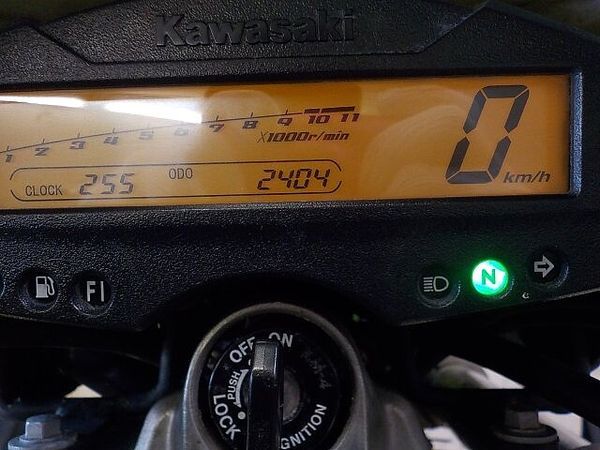 Kawasaki
1 2 3 4 5 6 7 8 9 10 11
X1000r/min
0 km/h
CLOCK 255 ODO 2404
FI
N
OFF ON
PUSH
LOCK
IGNITION